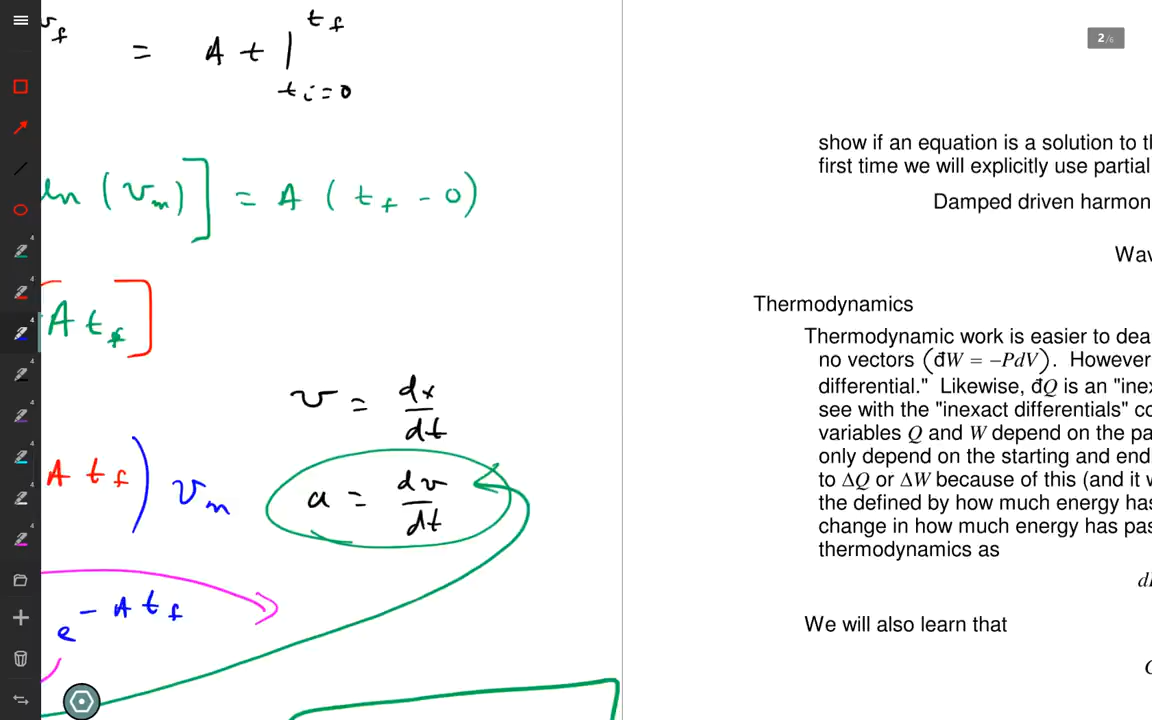 v_f = A t |_{t_i=0}^{t_f}
ln (v_m) ] = A ( t_f - 0 )
A t_f ]
v = dx/dt
A t_f ) v_m
a = dv/dt
e^{- A t_f}
2/6
show if an equation is a solution to th
first time we will explicitly use partial
Damped driven harmon
Wav
Thermodynamics
Thermodynamic work is easier to dea
no vectors (đW = −PdV). However
differential." Likewise, đQ is an "inex
see with the "inexact differentials" co
variables Q and W depend on the pa
only depend on the starting and end
to ΔQ or ΔW because of this (and it w
the defined by how much energy has
change in how much energy has pas
thermodynamics as
We will also learn that